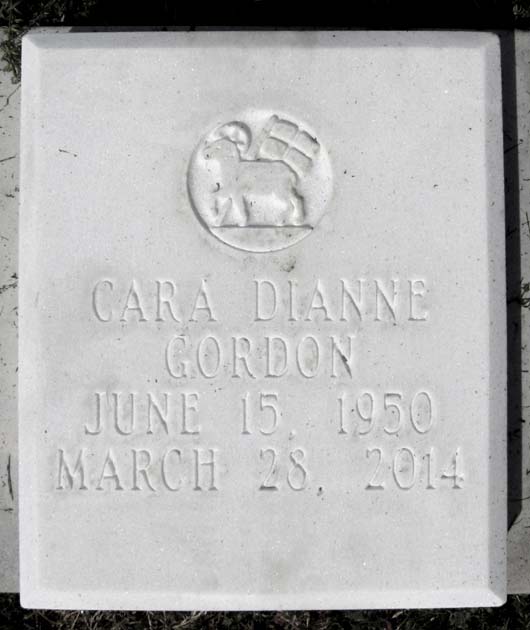 CARA DIANNE
GORDON
JUNE 15, 1950
MARCH 28, 2014